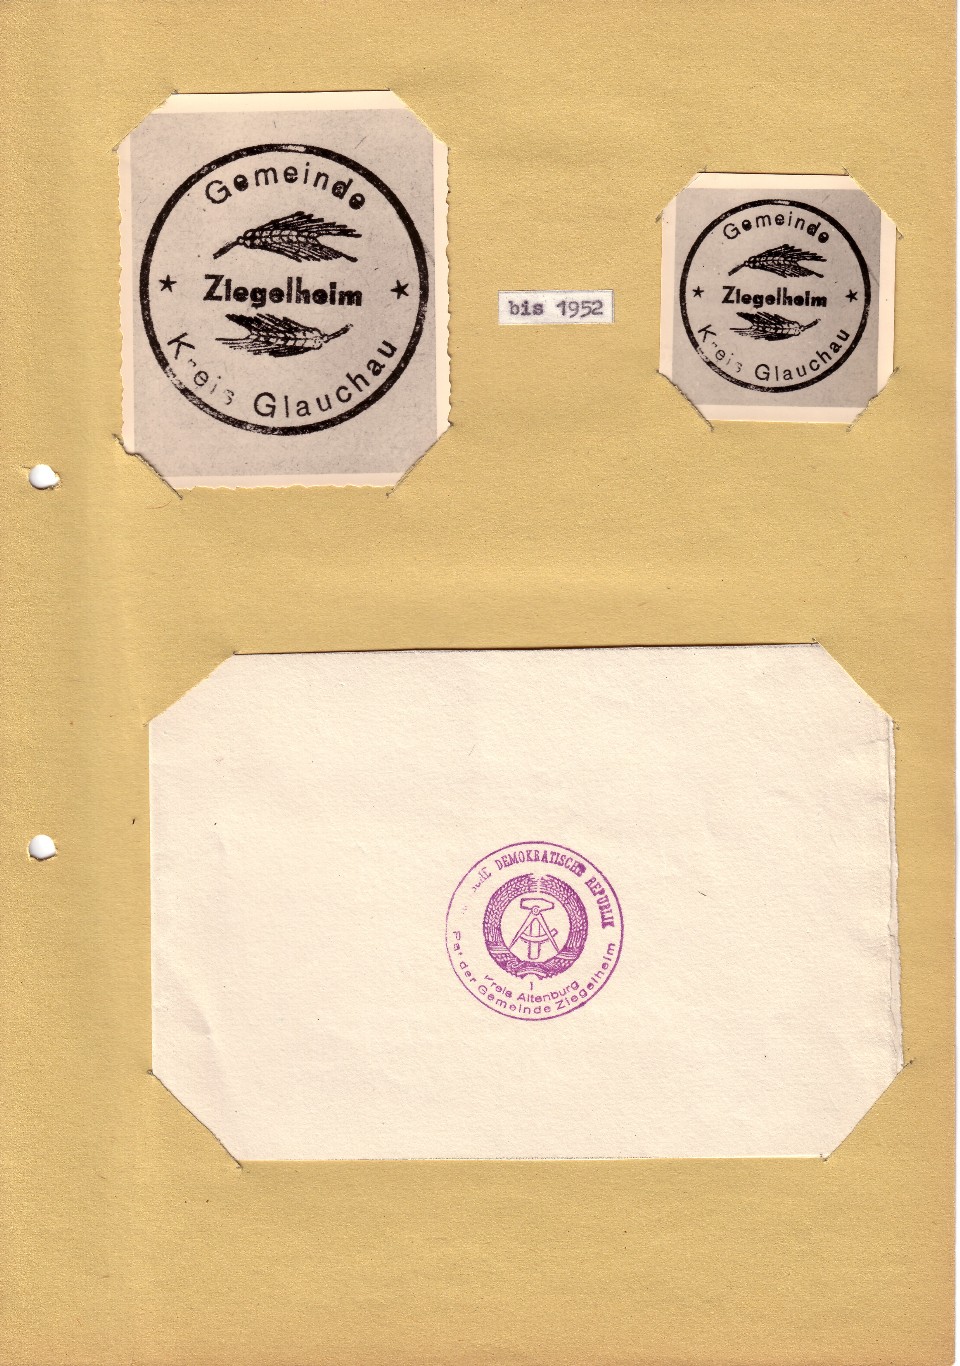 Gemeinde
Ziegelheim
Kreis Glauchau
bis 1952
Gemeinde
Ziegelheim
Kreis Glauchau
DEMOKRATISCHE REPUBLIK
1
Kreis Altenburg
Rat der Gemeinde Ziegelheim